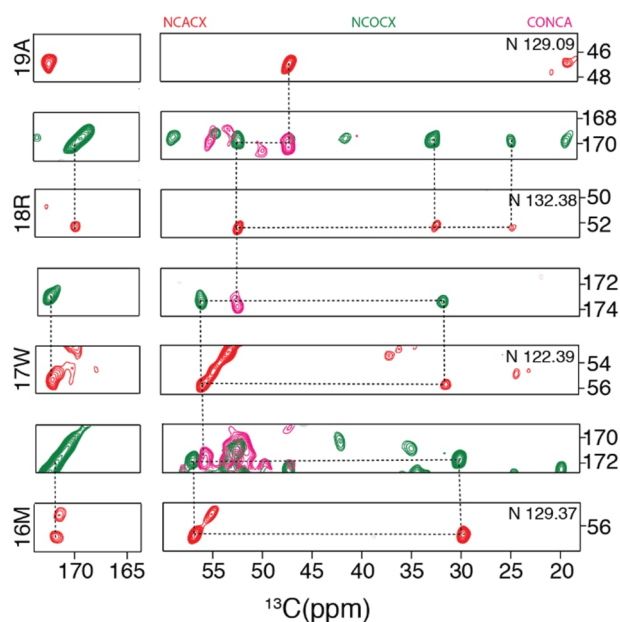 NCACX NCOCX CONCA
19A N 129.09 46
48
168
170
18R N 132.38 50
52
172
174
17W N 122.39 54
56
170
172
16M N 129.37 56
170 165 55 50 45 40 35 30 25 20
13C(ppm)